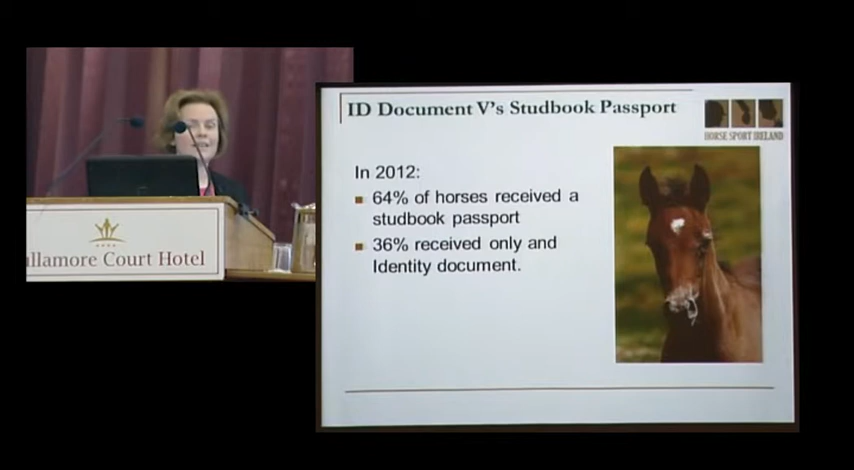 ID Document V's Studbook Passport
HORSE SPORT IRELAND
In 2012:
■ 64% of horses received a
studbook passport
■ 36% received only and
Identity document.
llamore Court Hotel